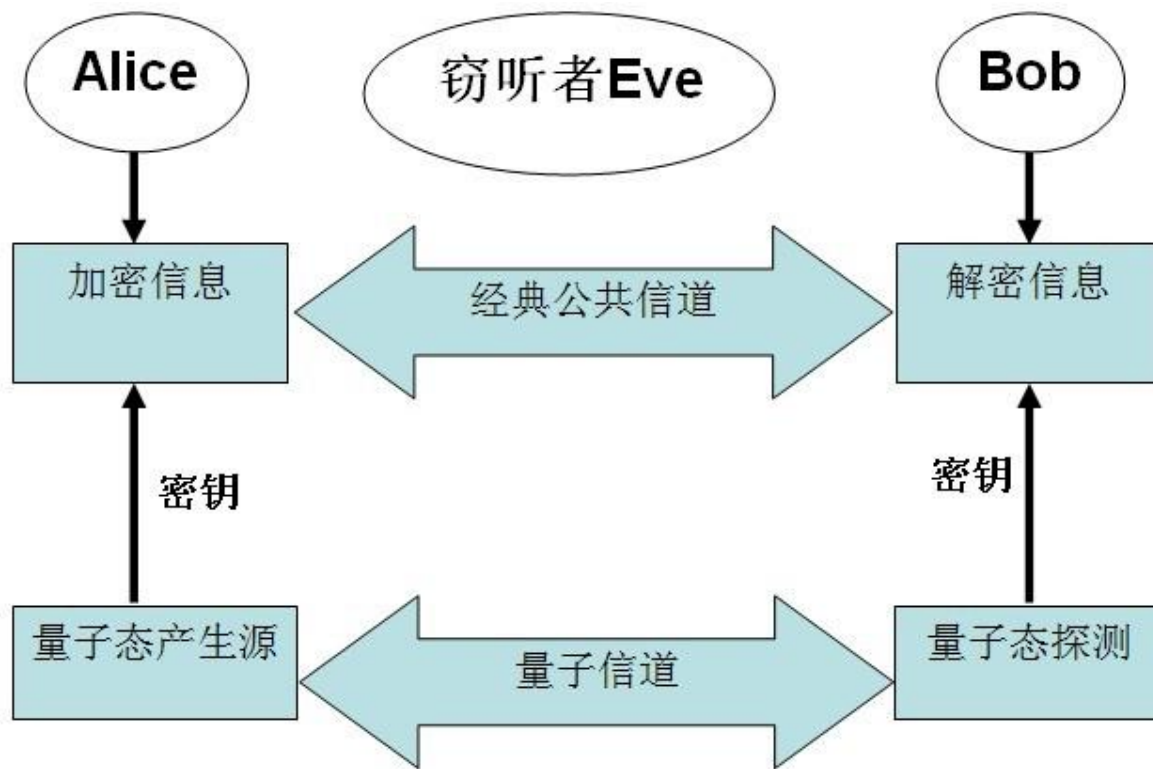 Alice
窃听者Eve
Bob
加密信息
经典公共信道
解密信息
密钥
密钥
量子态产生源
量子信道
量子态探测